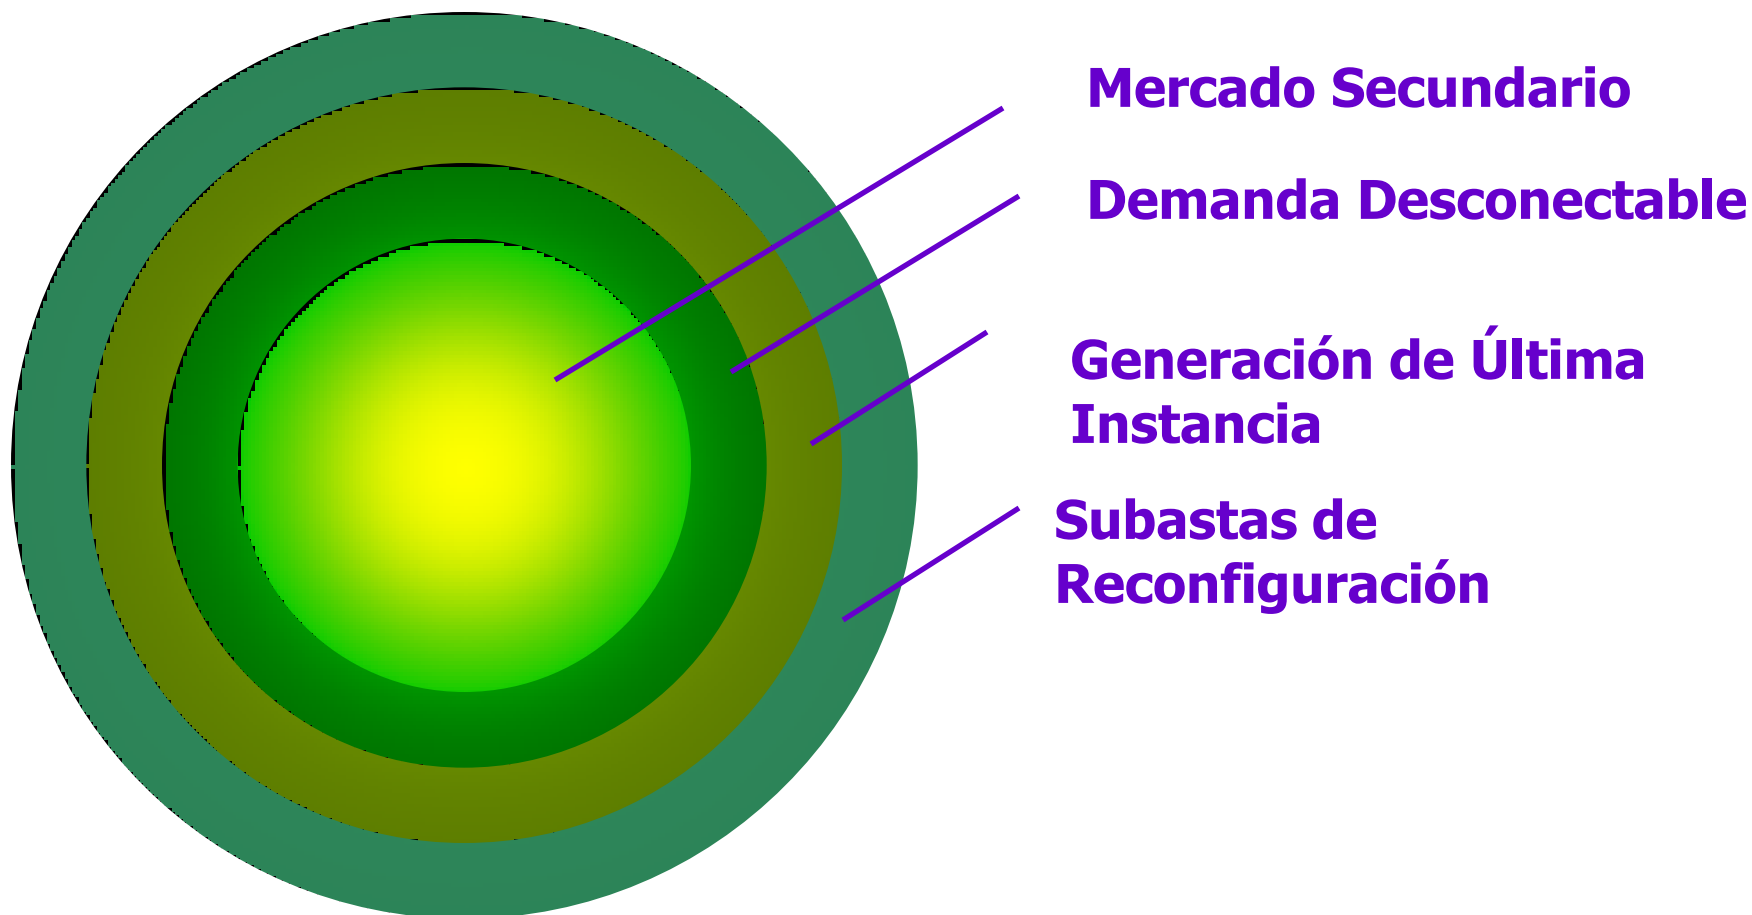 Mercado Secundario
Demanda Desconectable
Generación de Última
Instancia
Subastas de
Reconfiguración